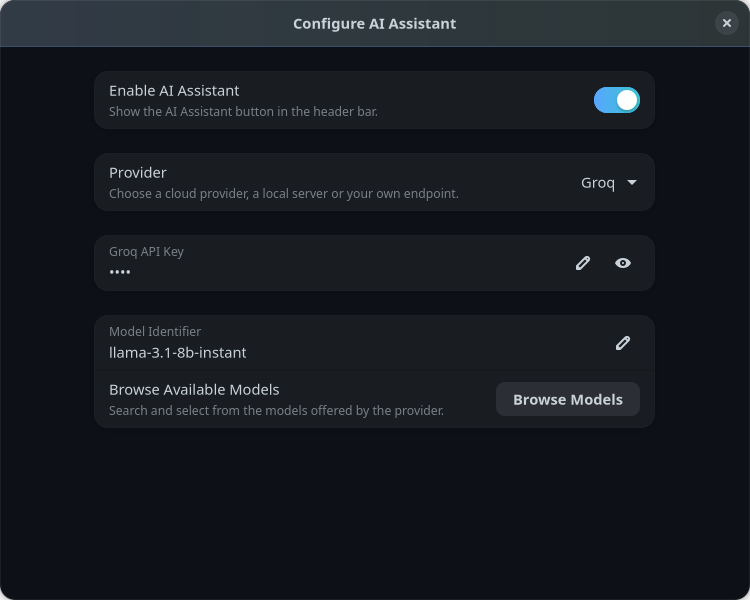 Configure AI Assistant
Enable AI Assistant
Show the AI Assistant button in the header bar.
Provider
Choose a cloud provider, a local server or your own endpoint.
Groq
Groq API Key
••••
Model Identifier
llama-3.1-8b-instant
Browse Available Models
Search and select from the models offered by the provider.
Browse Models